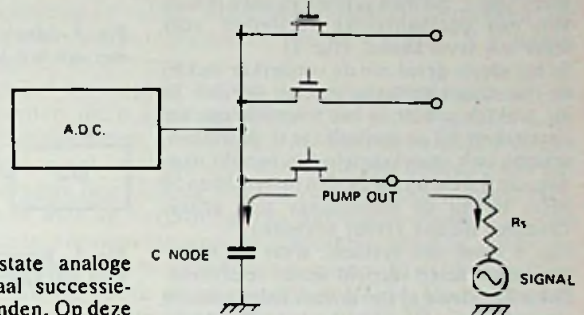 A.D.C.
PUMP OUT
C NODE
Rs
SIGNAL
state analoge
aal successie-
nden. Op deze